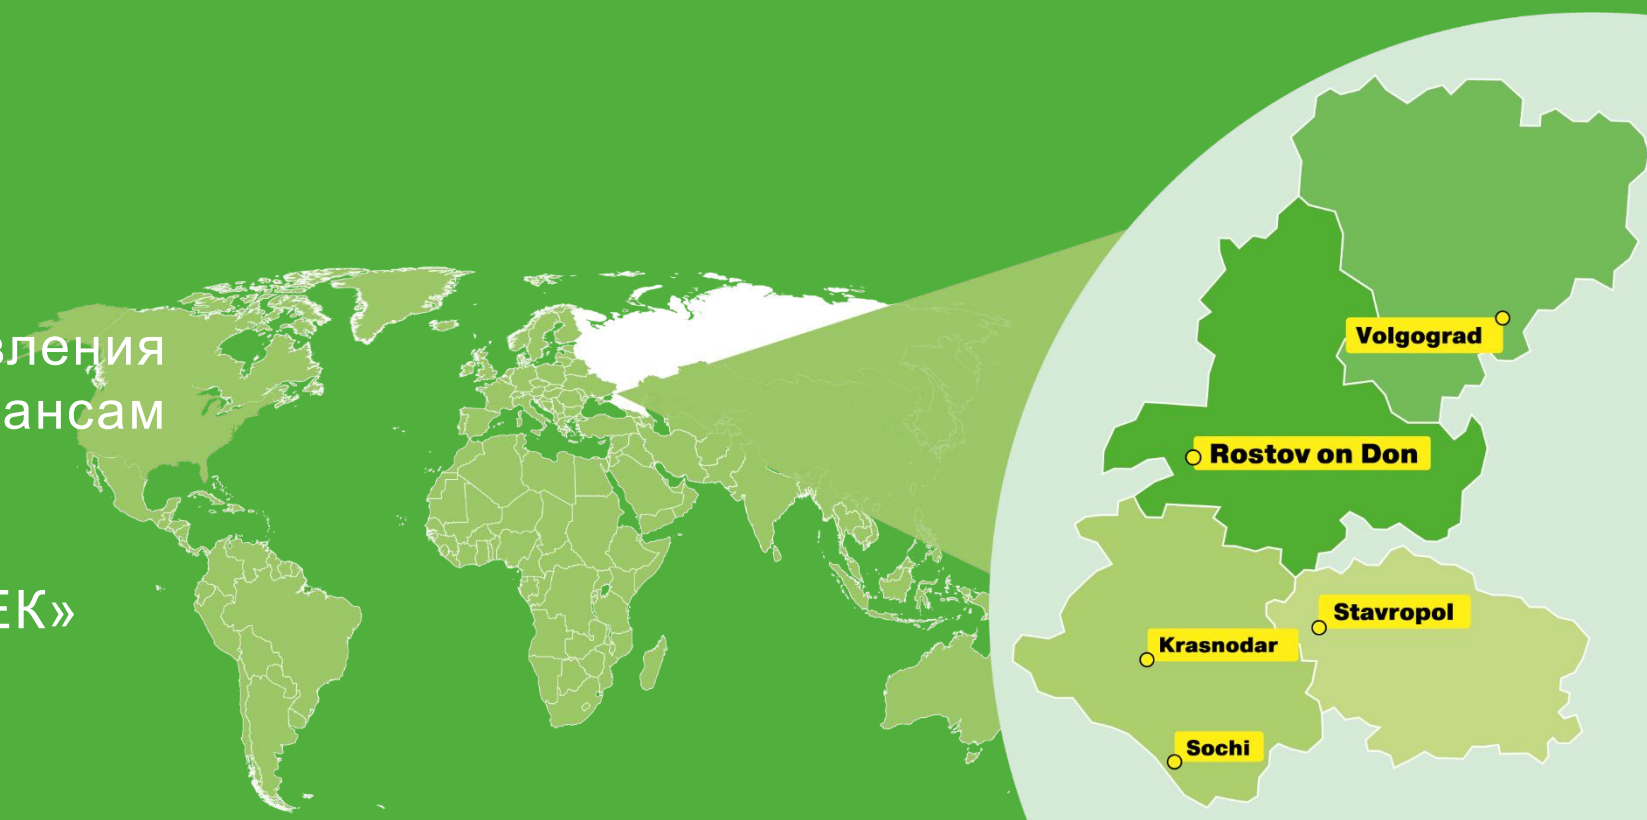 вления
ансам
ЕК»
Volgograd
Rostov on Don
Stavropol
Krasnodar
Sochi